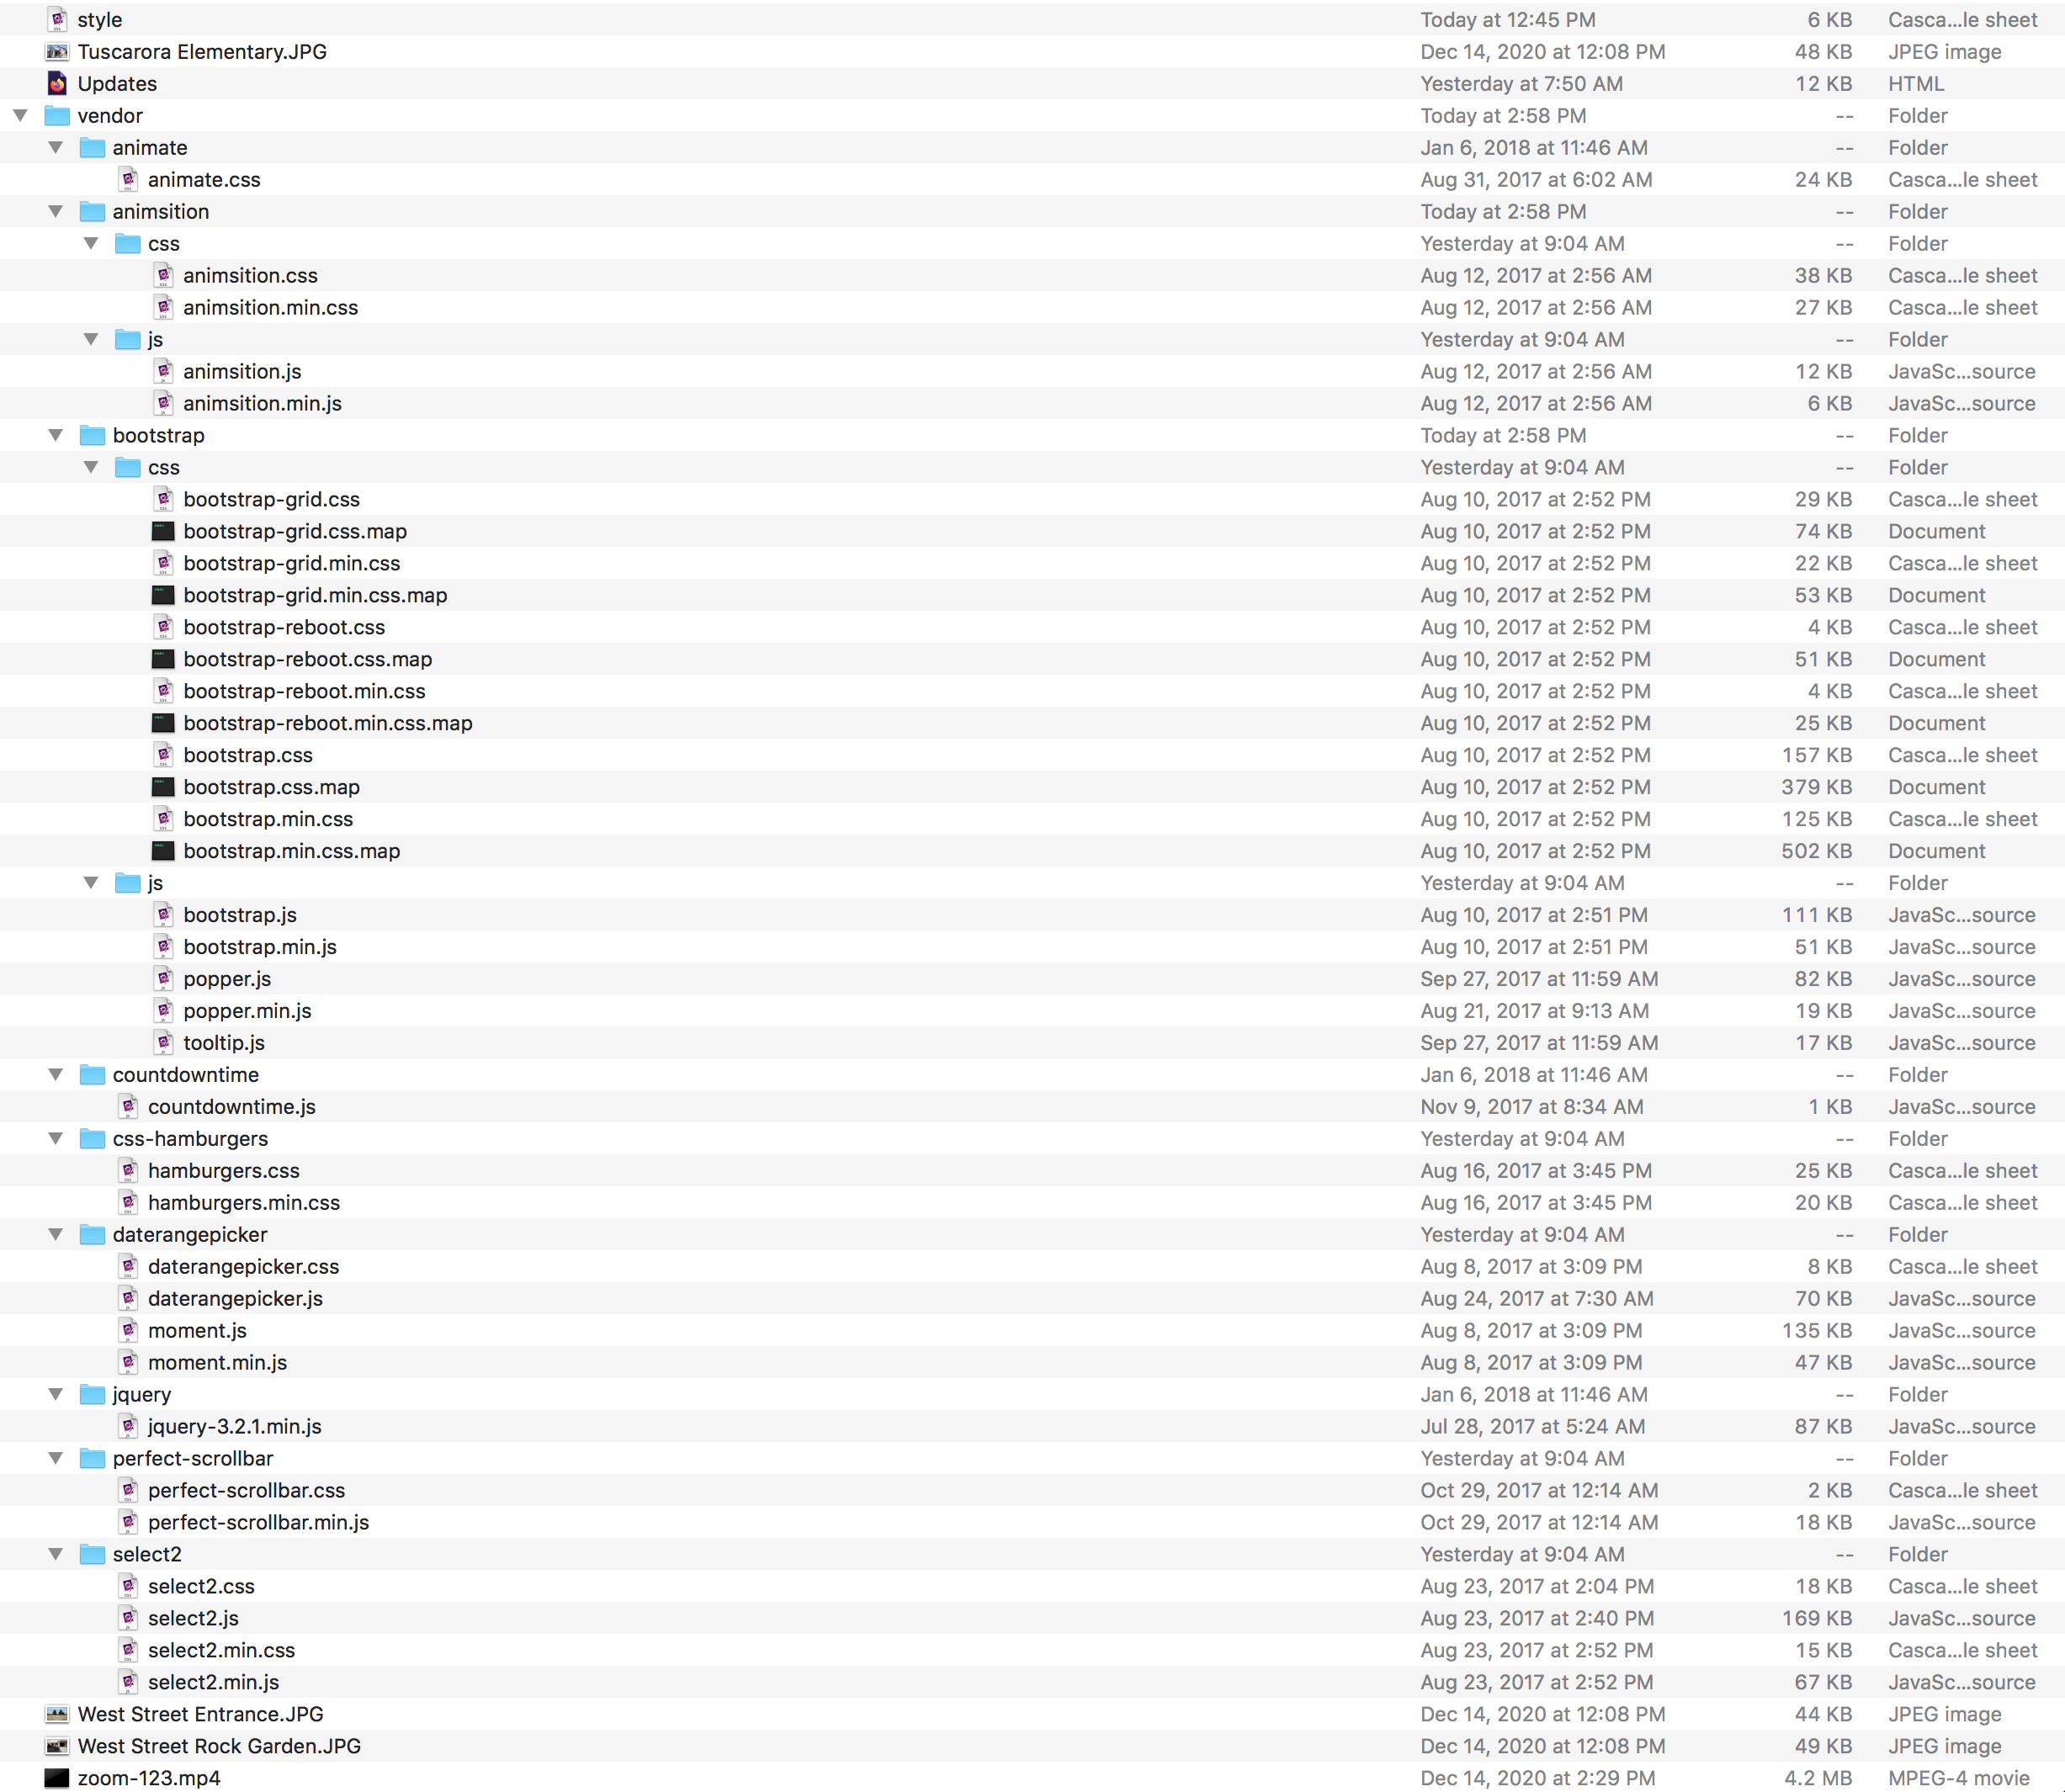 style Today at 12:45 PM 6 KB Casca...le sheet
Tuscarora Elementary.JPG Dec 14, 2020 at 12:08 PM 48 KB JPEG image
Updates Yesterday at 7:50 AM 12 KB HTML
vendor Today at 2:58 PM -- Folder
animate Jan 6, 2018 at 11:46 AM -- Folder
animate.css Aug 31, 2017 at 6:02 AM 24 KB Casca...le sheet
animsition Today at 2:58 PM -- Folder
css Yesterday at 9:04 AM -- Folder
animsition.css Aug 12, 2017 at 2:56 AM 38 KB Casca...le sheet
animsition.min.css Aug 12, 2017 at 2:56 AM 27 KB Casca...le sheet
js Yesterday at 9:04 AM -- Folder
animsition.js Aug 12, 2017 at 2:56 AM 12 KB JavaSc...source
animsition.min.js Aug 12, 2017 at 2:56 AM 6 KB JavaSc...source
bootstrap Today at 2:58 PM -- Folder
css Yesterday at 9:04 AM -- Folder
bootstrap-grid.css Aug 10, 2017 at 2:52 PM 29 KB Casca...le sheet
bootstrap-grid.css.map Aug 10, 2017 at 2:52 PM 74 KB Document
bootstrap-grid.min.css Aug 10, 2017 at 2:52 PM 22 KB Casca...le sheet
bootstrap-grid.min.css.map Aug 10, 2017 at 2:52 PM 53 KB Document
bootstrap-reboot.css Aug 10, 2017 at 2:52 PM 4 KB Casca...le sheet
bootstrap-reboot.css.map Aug 10, 2017 at 2:52 PM 51 KB Document
bootstrap-reboot.min.css Aug 10, 2017 at 2:52 PM 4 KB Casca...le sheet
bootstrap-reboot.min.css.map Aug 10, 2017 at 2:52 PM 25 KB Document
bootstrap.css Aug 10, 2017 at 2:52 PM 157 KB Casca...le sheet
bootstrap.css.map Aug 10, 2017 at 2:52 PM 379 KB Document
bootstrap.min.css Aug 10, 2017 at 2:52 PM 125 KB Casca...le sheet
bootstrap.min.css.map Aug 10, 2017 at 2:52 PM 502 KB Document
js Yesterday at 9:04 AM -- Folder
bootstrap.js Aug 10, 2017 at 2:51 PM 111 KB JavaSc...source
bootstrap.min.js Aug 10, 2017 at 2:51 PM 51 KB JavaSc...source
popper.js Sep 27, 2017 at 11:59 AM 82 KB JavaSc...source
popper.min.js Aug 21, 2017 at 9:13 AM 19 KB JavaSc...source
tooltip.js Sep 27, 2017 at 11:59 AM 17 KB JavaSc...source
countdowntime Jan 6, 2018 at 11:46 AM -- Folder
countdowntime.js Nov 9, 2017 at 8:34 AM 1 KB JavaSc...source
css-hamburgers Yesterday at 9:04 AM -- Folder
hamburgers.css Aug 16, 2017 at 3:45 PM 25 KB Casca...le sheet
hamburgers.min.css Aug 16, 2017 at 3:45 PM 20 KB Casca...le sheet
daterangepicker Yesterday at 9:04 AM -- Folder
daterangepicker.css Aug 8, 2017 at 3:09 PM 8 KB Casca...le sheet
daterangepicker.js Aug 24, 2017 at 7:30 AM 70 KB JavaSc...source
moment.js Aug 8, 2017 at 3:09 PM 135 KB JavaSc...source
moment.min.js Aug 8, 2017 at 3:09 PM 47 KB JavaSc...source
jquery Jan 6, 2018 at 11:46 AM -- Folder
jquery-3.2.1.min.js Jul 28, 2017 at 5:24 AM 87 KB JavaSc...source
perfect-scrollbar Yesterday at 9:04 AM -- Folder
perfect-scrollbar.css Oct 29, 2017 at 12:14 AM 2 KB Casca...le sheet
perfect-scrollbar.min.js Oct 29, 2017 at 12:14 AM 18 KB JavaSc...source
select2 Yesterday at 9:04 AM -- Folder
select2.css Aug 23, 2017 at 2:04 PM 18 KB Casca...le sheet
select2.js Aug 23, 2017 at 2:40 PM 169 KB JavaSc...source
select2.min.css Aug 23, 2017 at 2:52 PM 15 KB Casca...le sheet
select2.min.js Aug 23, 2017 at 2:52 PM 67 KB JavaSc...source
West Street Entrance.JPG Dec 14, 2020 at 12:08 PM 44 KB JPEG image
West Street Rock Garden.JPG Dec 14, 2020 at 12:08 PM 49 KB JPEG image
zoom-123.mp4 Dec 14, 2020 at 2:29 PM 4.2 MB MPEG-4 movie